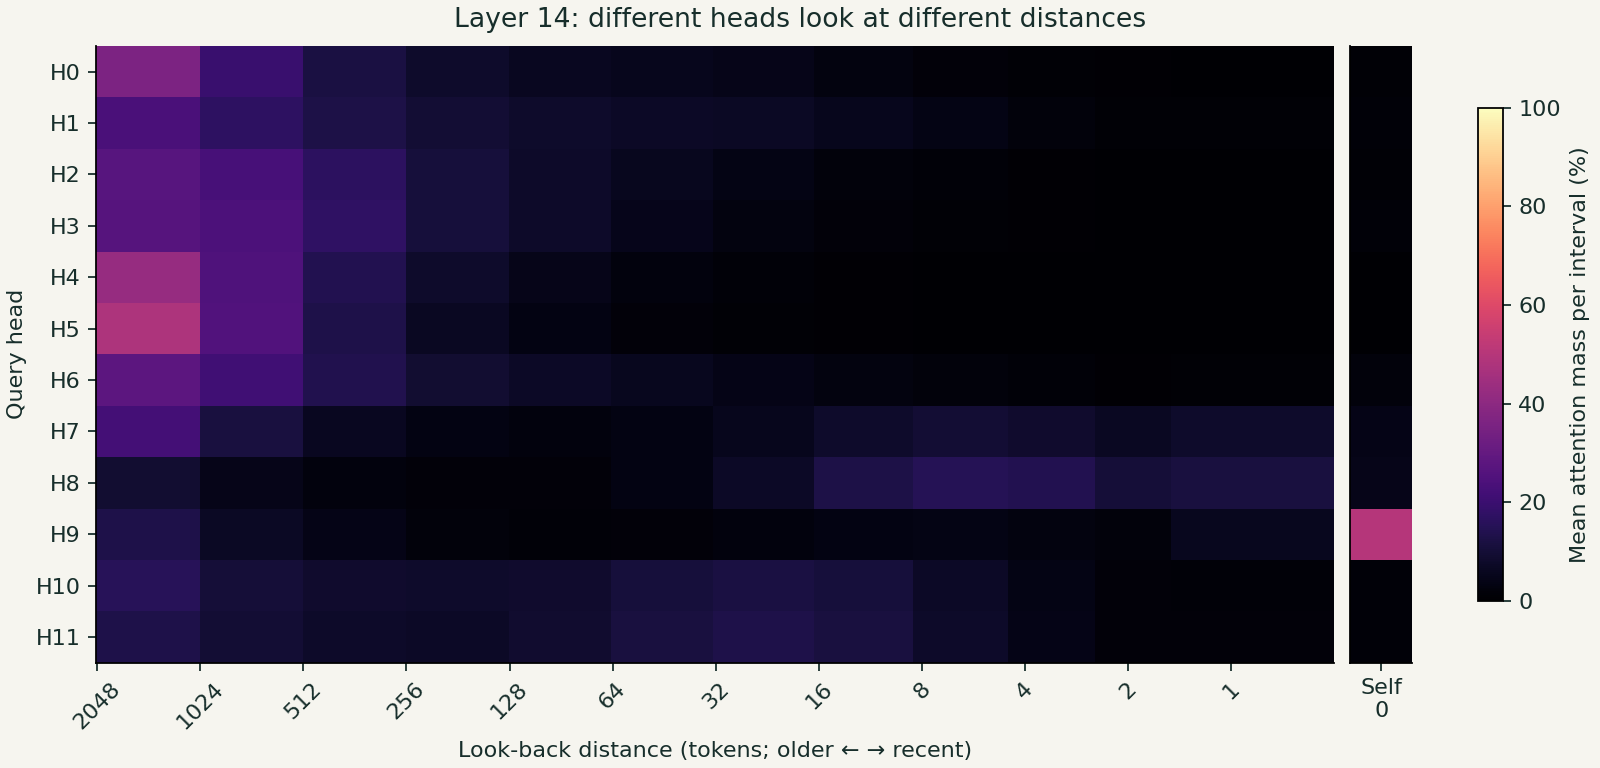 Layer 14: different heads look at different distances
Query head
H0
H1
H2
H3
H4
H5
H6
H7
H8
H9
H10
H11
2048
1024
512
256
128
64
32
16
8
4
2
1
Self
0
Look-back distance (tokens; older ← → recent)
100
80
60
40
20
0
Mean attention mass per interval (%)